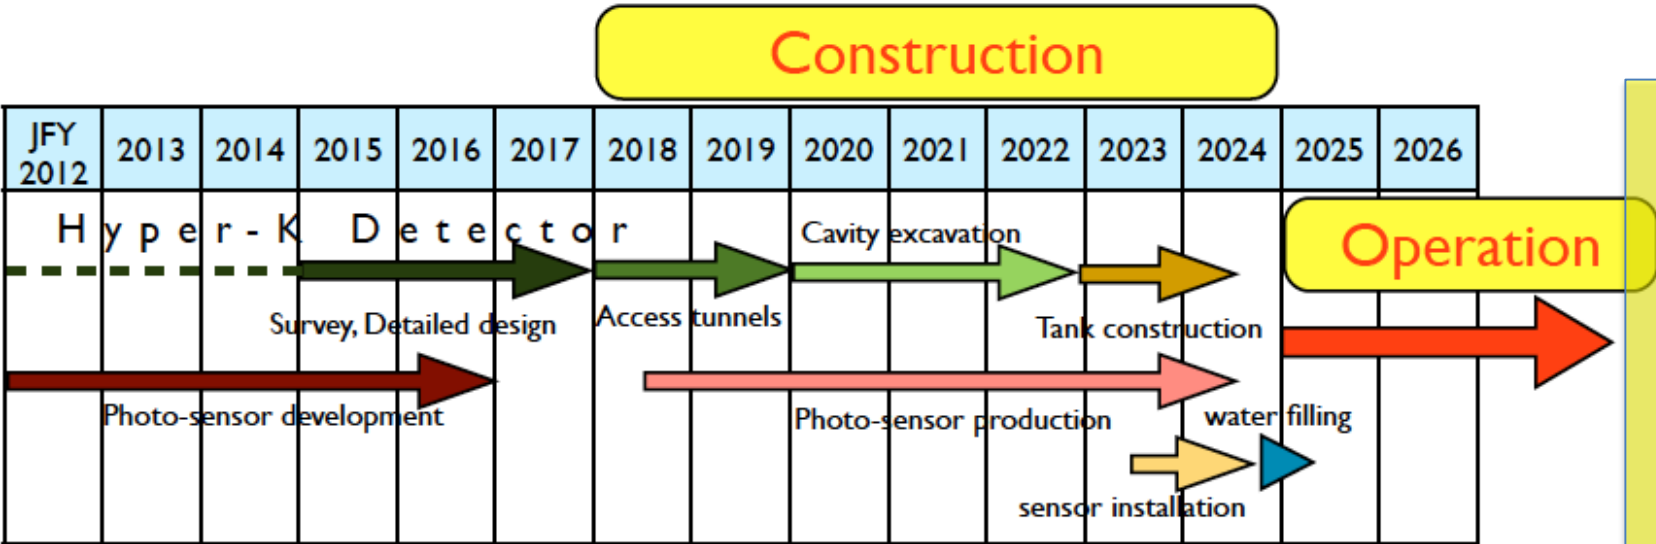 Construction
JFY 2012 2013 2014 2015 2016 2017 2018 2019 2020 2021 2022 2023 2024 2025 2026
Hyper-K Detector
Cavity excavation
Operation
Survey, Detailed design
Access tunnels
Tank construction
Photo-sensor development
Photo-sensor production
water filling
sensor installation